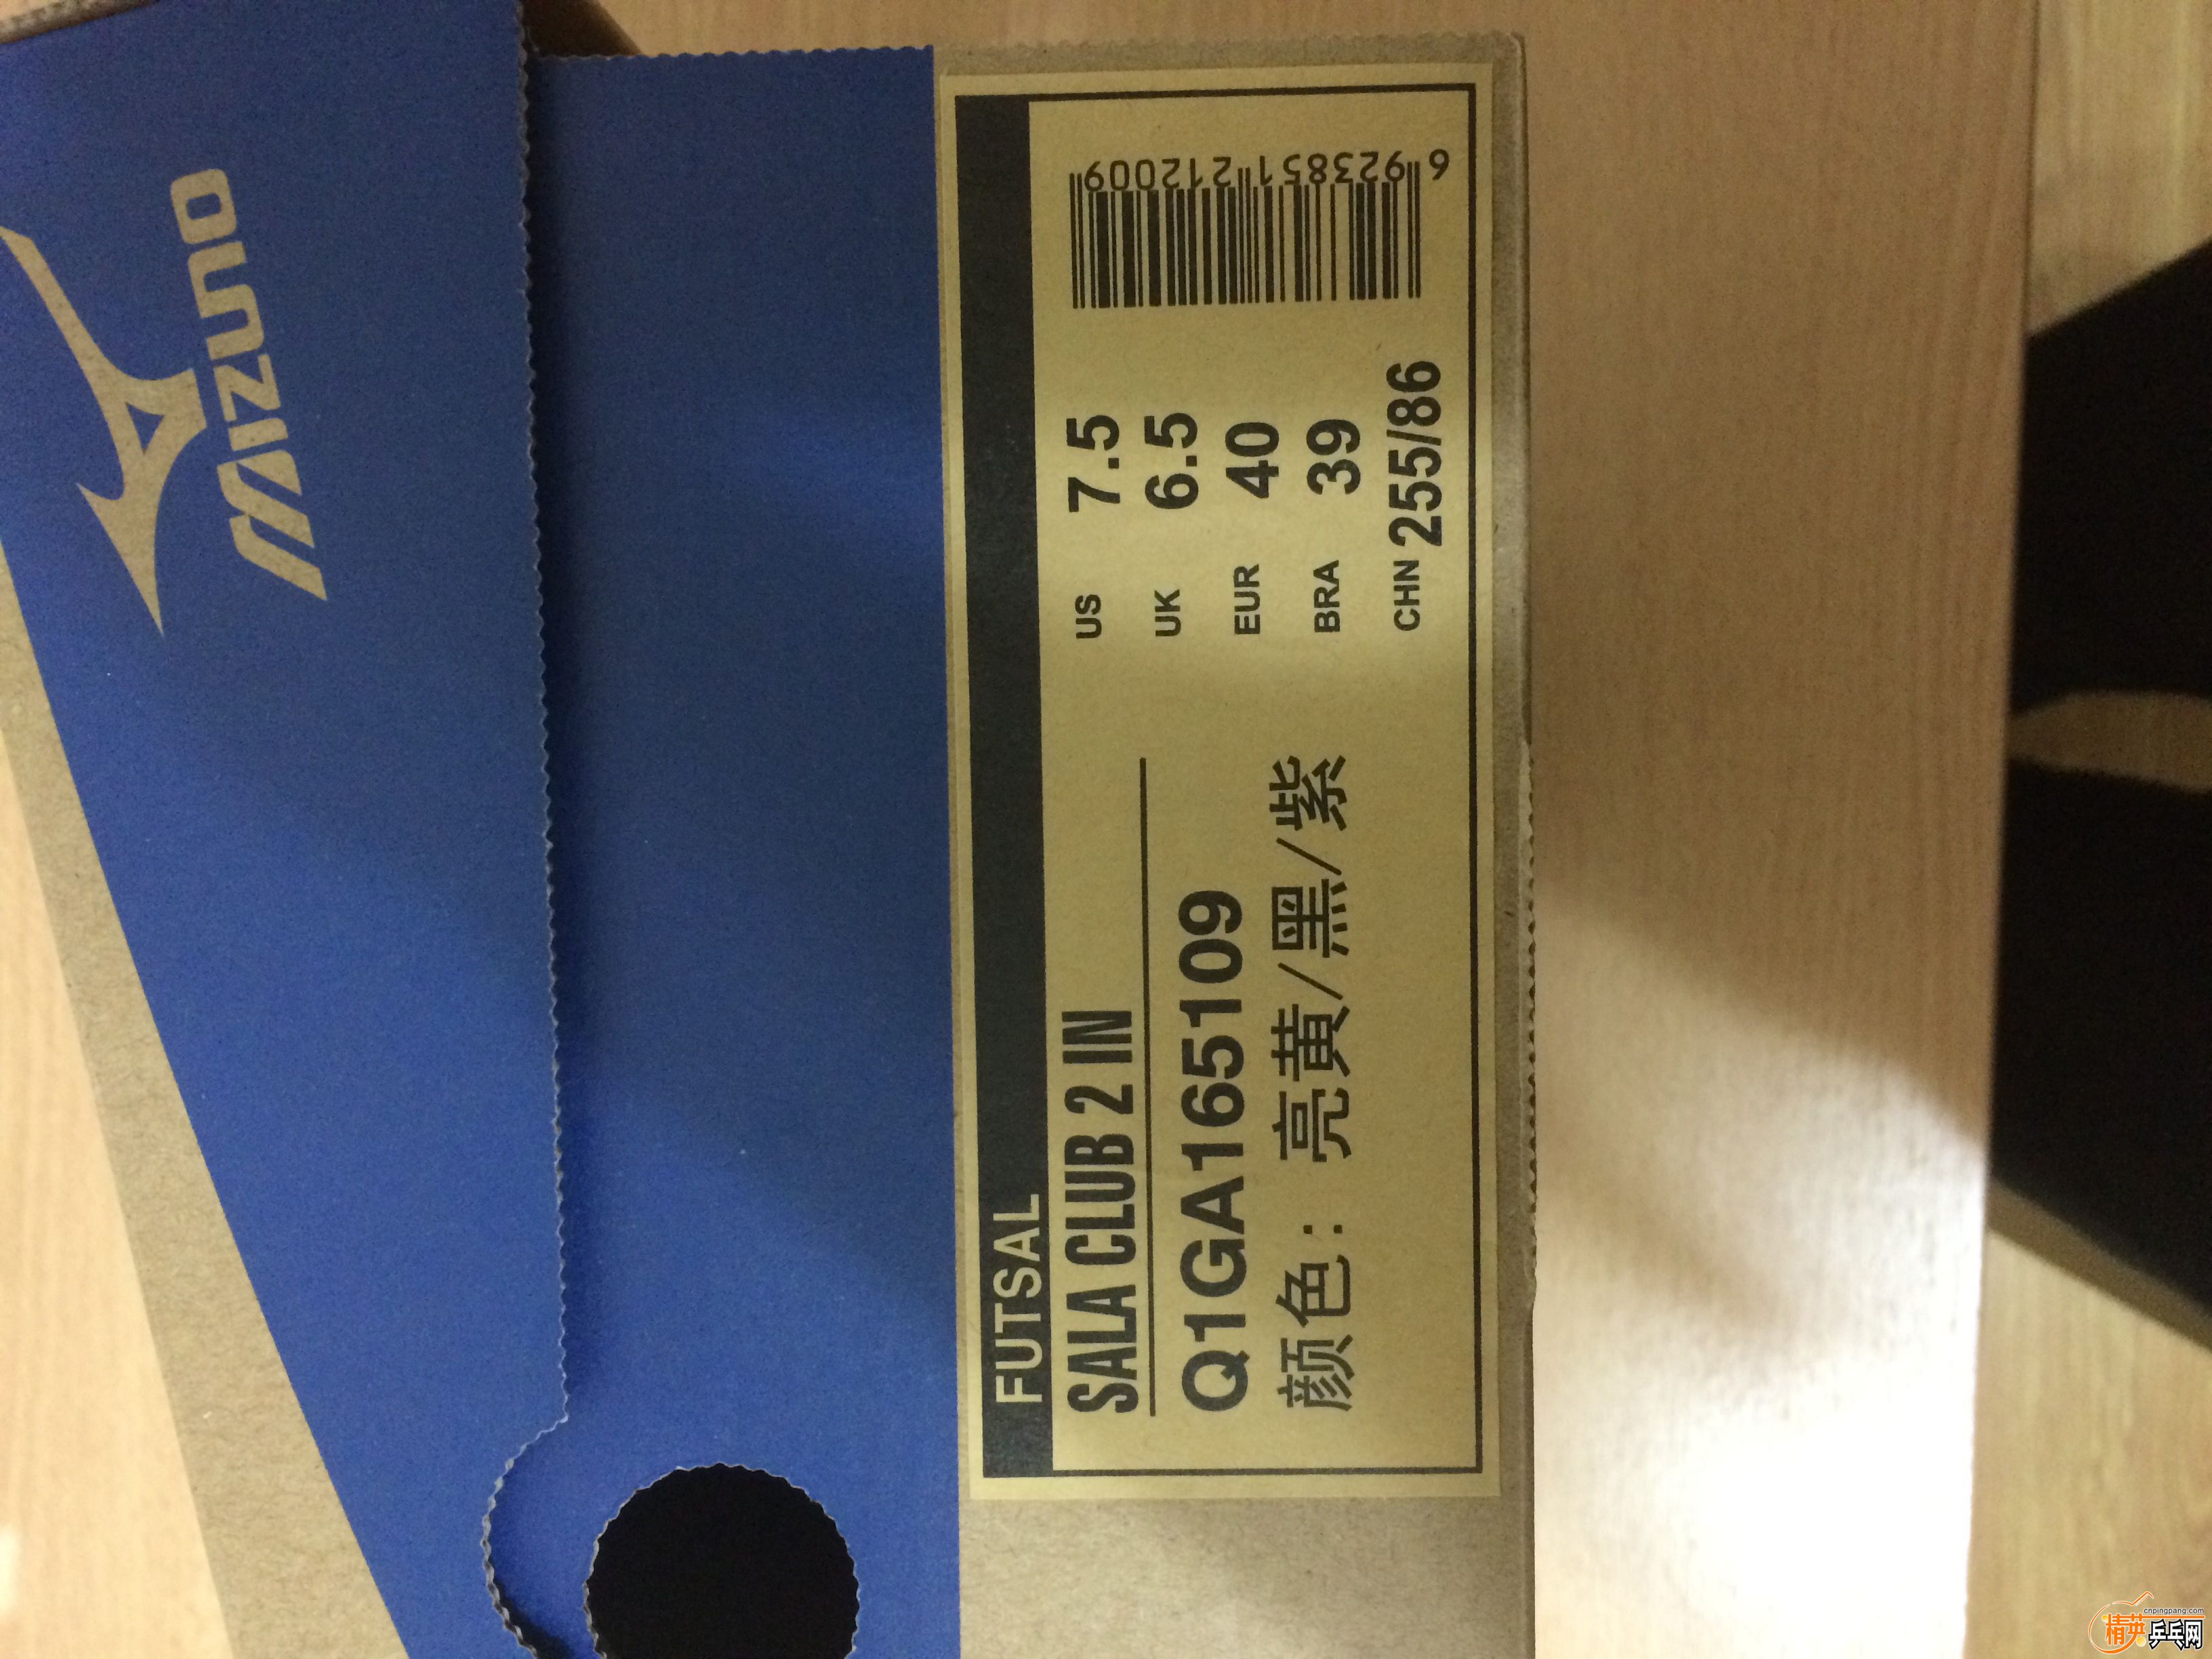 MIZUNO
FUTSAL
SALA CLUB 2 IN
Q1GA165109
颜色：亮黄/黑/紫
US 7.5
UK 6.5
EUR 40
BRA 39
CHN 255/86
6 923851 212009
cnpingpang.com
精英乒乓网